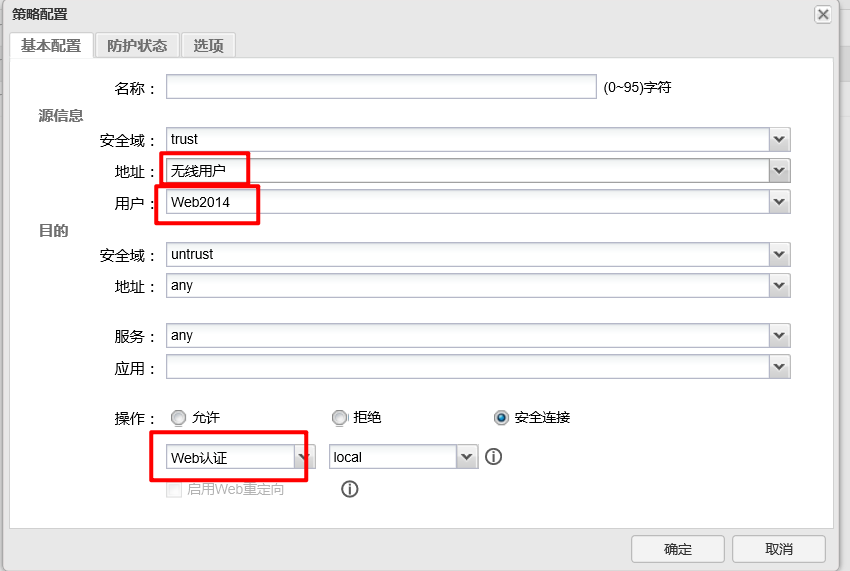 策略配置
基本配置 防护状态 选项
名称： (0~95)字符
源信息
安全域： trust
地址： 无线用户
用户： Web2014
目的
安全域： untrust
地址： any
服务： any
应用：
操作： 允许 拒绝 安全连接
Web认证 local
启用Web重定向
确定 取消